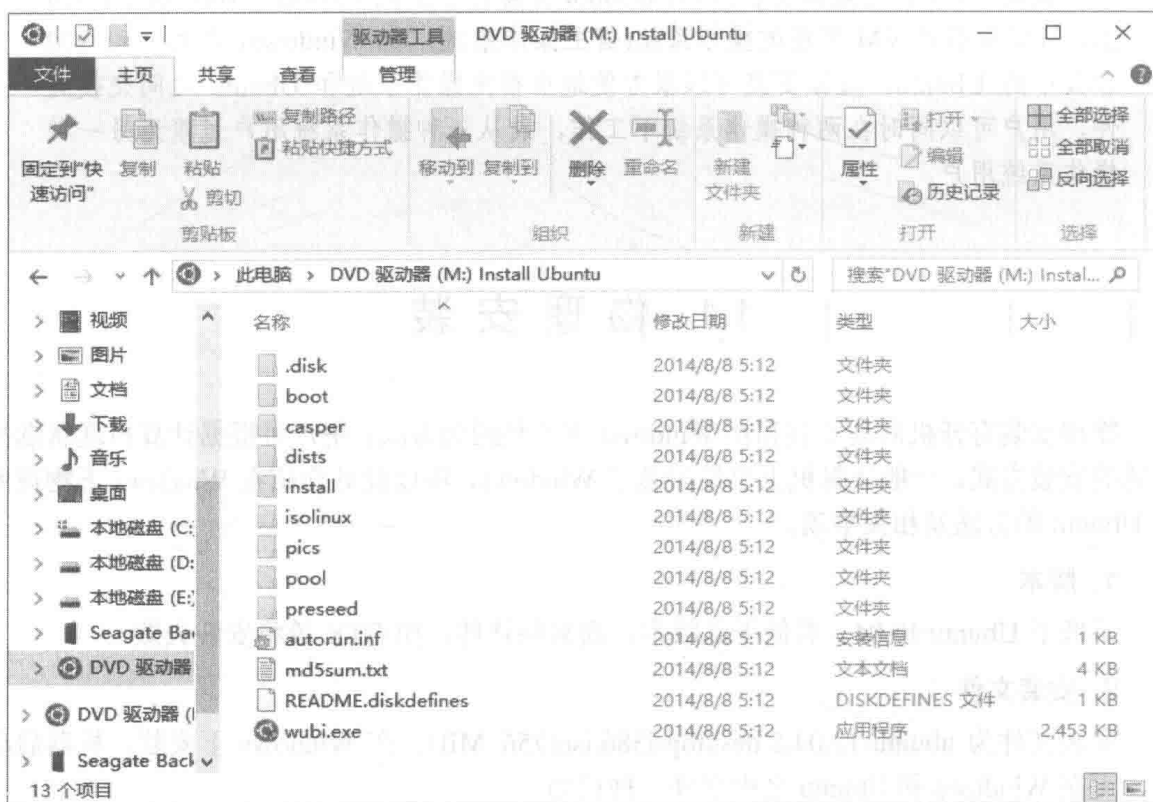 驱动器工具 DVD 驱动器 (M:) Install Ubuntu
文件 主页 共享 查看 管理
固定到"快速访问"
复制
粘贴
复制路径
粘贴快捷方式
剪切
剪贴板
移动到 复制到 删除 重命名
组织
新建文件夹
新建
属性
打开
编辑
历史记录
打开
全部选择
全部取消
反向选择
选择
此电脑 › DVD 驱动器 (M:) Install Ubuntu
搜索"DVD 驱动器 (M:) Instal...
视频
图片
文档
下载
音乐
桌面
本地磁盘 (C:
本地磁盘 (D:
本地磁盘 (E:
Seagate Bac
DVD 驱动器
DVD 驱动器 (
Seagate Back
名称 修改日期 类型 大小
.disk 2014/8/8 5:12 文件夹
boot 2014/8/8 5:12 文件夹
casper 2014/8/8 5:12 文件夹
dists 2014/8/8 5:12 文件夹
install 2014/8/8 5:12 文件夹
isolinux 2014/8/8 5:12 文件夹
pics 2014/8/8 5:12 文件夹
pool 2014/8/8 5:12 文件夹
preseed 2014/8/8 5:12 文件夹
autorun.inf 2014/8/8 5:12 安装信息 1 KB
md5sum.txt 2014/8/8 5:12 文本文档 4 KB
README.diskdefines 2014/8/8 5:12 DISKDEFINES 文件 1 KB
wubi.exe 2014/8/8 5:12 应用程序 2,453 KB
13 个项目